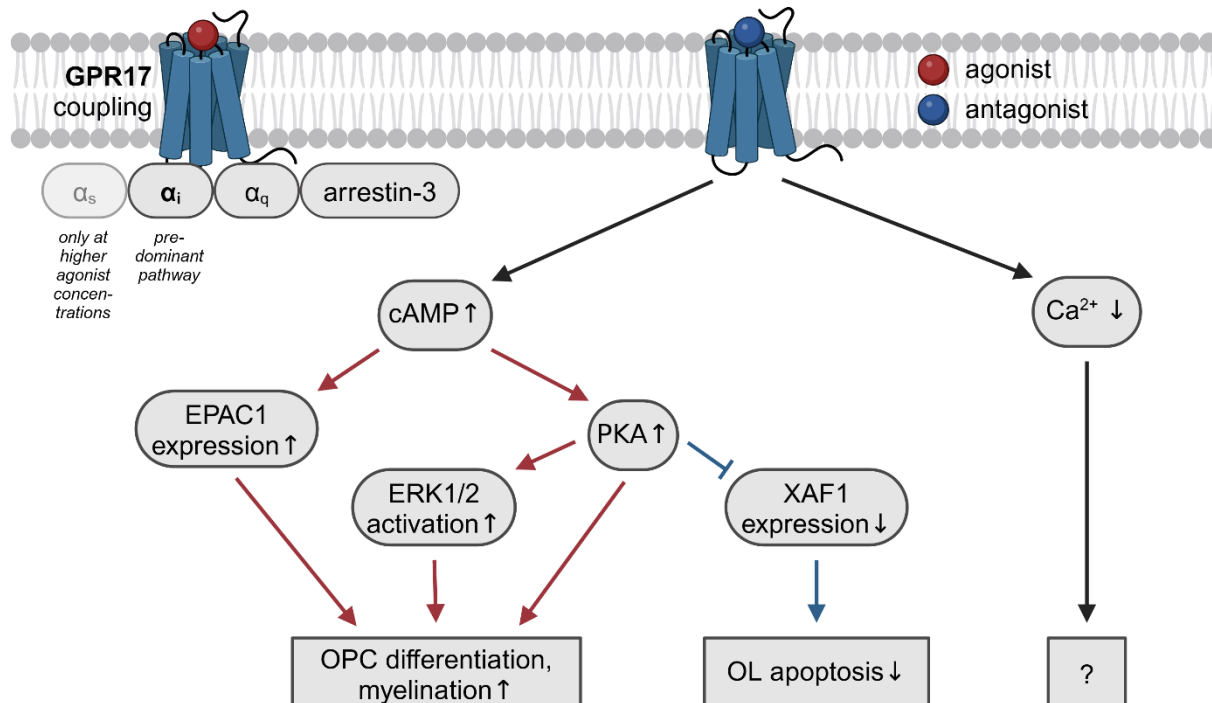 GPR17
coupling
agonist
antagonist
αs
αi
αq
arrestin-3
only at
higher
agonist
concen-
trations
pre-
dominant
pathway
cAMP↑
Ca²⁺ ↓
EPAC1
expression↑
PKA↑
ERK1/2
activation↑
XAF1
expression↓
OPC differentiation,
myelination↑
OL apoptosis↓
?